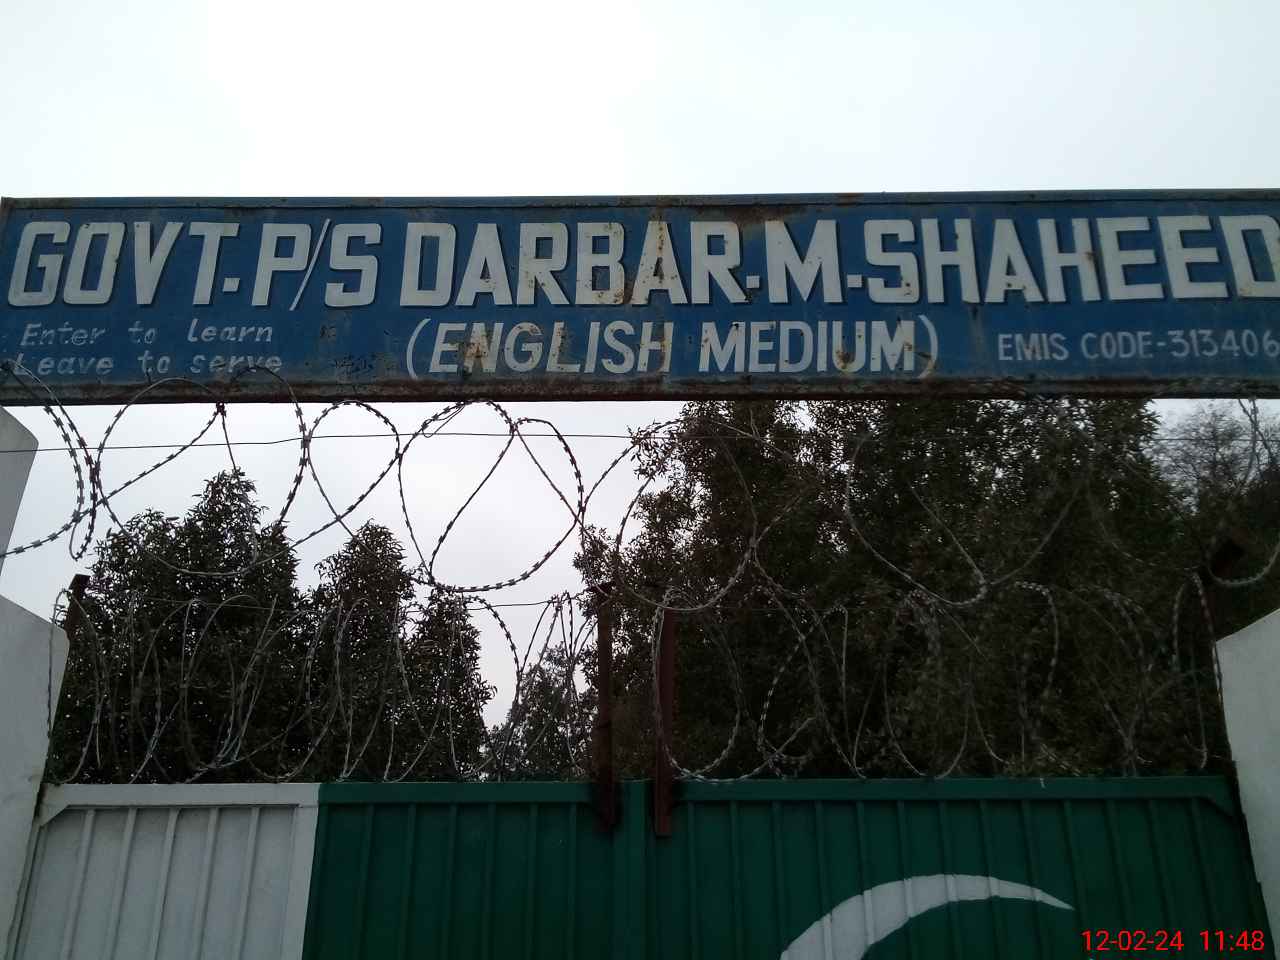 GOVT. P/S DARBAR.M.SHAHEED
Enter to learn
Leave to serve
(ENGLISH MEDIUM)
EMIS CODE-313406
12-02-24 11:48